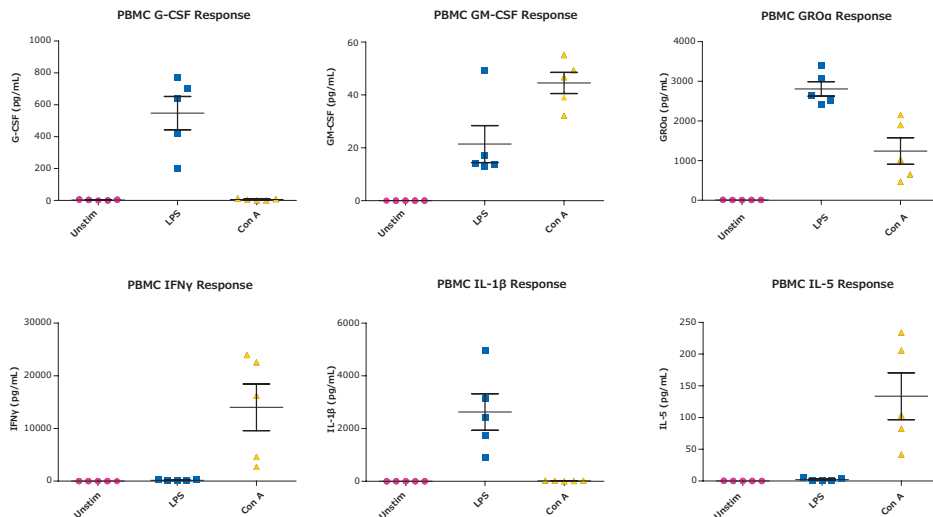 PBMC G-CSF Response
G-CSF (pg/mL)
1000
800
600
400
200
0
Unstim
LPS
Con A
PBMC GM-CSF Response
GM-CSF (pg/mL)
60
40
20
0
Unstim
LPS
Con A
PBMC GROα Response
GROα (pg/mL)
4000
3000
2000
1000
0
Unstim
LPS
Con A
PBMC IFNγ Response
IFNγ (pg/mL)
30000
20000
10000
0
Unstim
LPS
Con A
PBMC IL-1β Response
IL-1β (pg/mL)
6000
4000
2000
0
Unstim
LPS
Con A
PBMC IL-5 Response
IL-5 (pg/mL)
250
200
150
100
50
0
Unstim
LPS
Con A